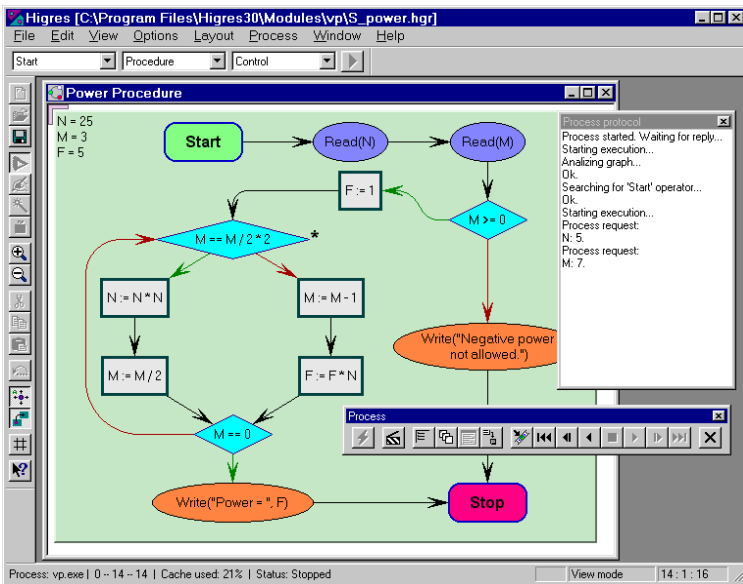 Higres [C:\Program Files\Higres30\Modules\vp\S_power.hgr]
File Edit View Options Layout Process Window Help
Start Procedure Control
Power Procedure
N = 25
M = 3
F = 5
Start
Read(N)
Read(M)
F := 1
M >= 0
M == M / 2 * 2
*
N := N * N
M := M - 1
Write("Negative power
not allowed.")
M := M / 2
F := F * N
M == 0
Write("Power = ", F)
Stop
Process protocol
Process started. Waiting for reply...
Starting execution...
Analizing graph...
Ok.
Searching for 'Start' operator...
Ok.
Starting execution...
Process request:
N: 5.
Process request:
M: 7.
Process
Process: vp.exe | 0 -- 14 -- 14 | Cache used: 21% | Status: Stopped
View mode
14 : 1 : 16